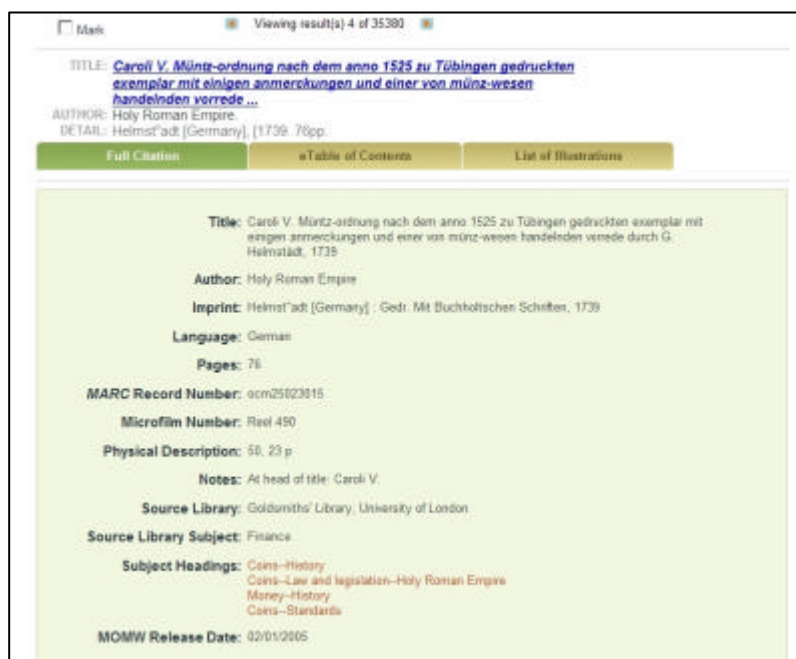 Mark
Viewing result(s) 4 of 35380
TITLE: Caroli V. Müntz-ordnung nach dem anno 1525 zu Tübingen gedruckten
exemplar mit einigen anmerckungen und einer von münz-wesen
handelnden vorrede ...
AUTHOR: Holy Roman Empire.
DETAIL: Helmst"adt [Germany], [1739. 76pp.
Full Citation
eTable of Contents
List of Illustrations
Title: Caroli V. Müntz-ordnung nach dem anno 1525 zu Tübingen gedruckten exemplar mit
einigen anmerckungen und einer von münz-wesen handelnden vorrede durch G.
Helmstädt, 1739
Author: Holy Roman Empire
Imprint: Helmst"adt [Germany] : Gedr. Mit Buchholtischen Schriften, 1739
Language: German
Pages: 76
MARC Record Number: ocm25023015
Microfilm Number: Reel 490
Physical Description: 50, 23 p
Notes: At head of title: Caroli V.
Source Library: Goldsmiths' Library, University of London
Source Library Subject: Finance.
Subject Headings: Coins--History
Coins--Law and legislation--Holy Roman Empire
Money--History
Coins--Standards
MOMW Release Date: 02/01/2005